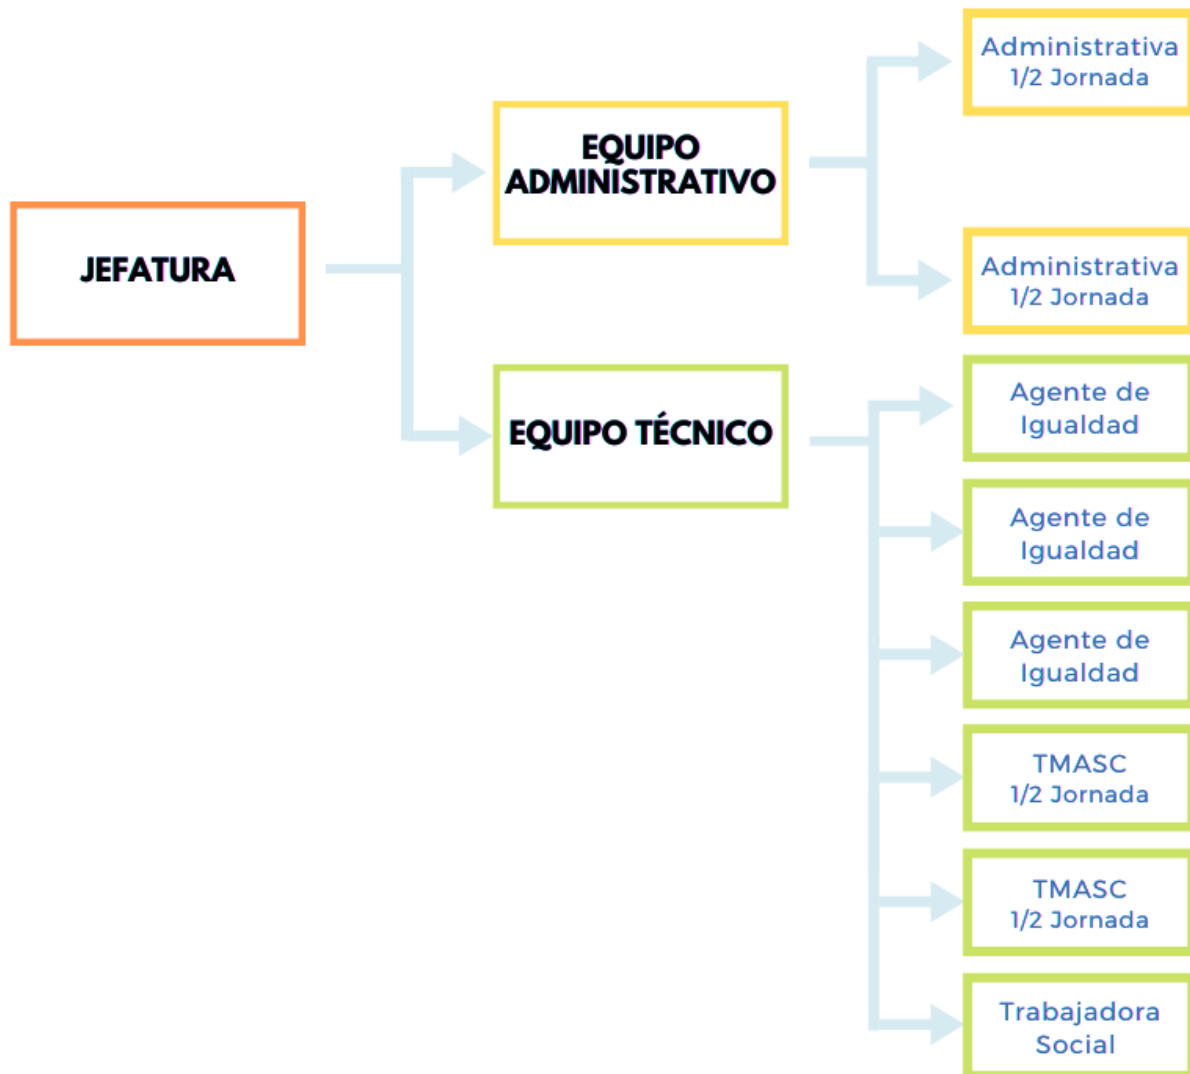 JEFATURA
EQUIPO
ADMINISTRATIVO
Administrativa
1/2 Jornada
Administrativa
1/2 Jornada
EQUIPO TÉCNICO
Agente de
Igualdad
Agente de
Igualdad
Agente de
Igualdad
TMASC
1/2 Jornada
TMASC
1/2 Jornada
Trabajadora
Social